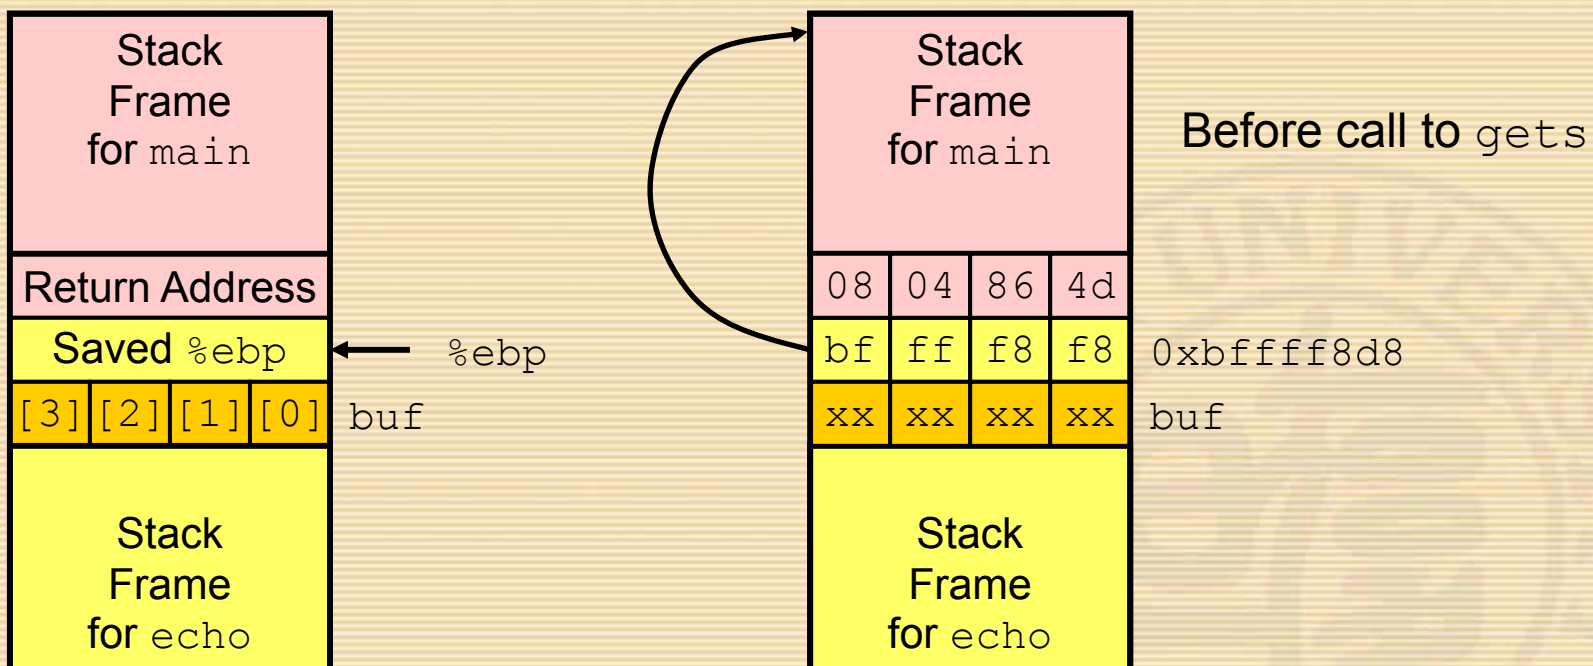 Stack
Frame
for main
Return Address
Saved %ebp
%ebp
[3] [2] [1] [0]
buf
Stack
Frame
for echo
Stack
Frame
for main
Before call to gets
08 04 86 4d
bf ff f8 f8
0xbffff8d8
xx xx xx xx
buf
Stack
Frame
for echo
UNIVE